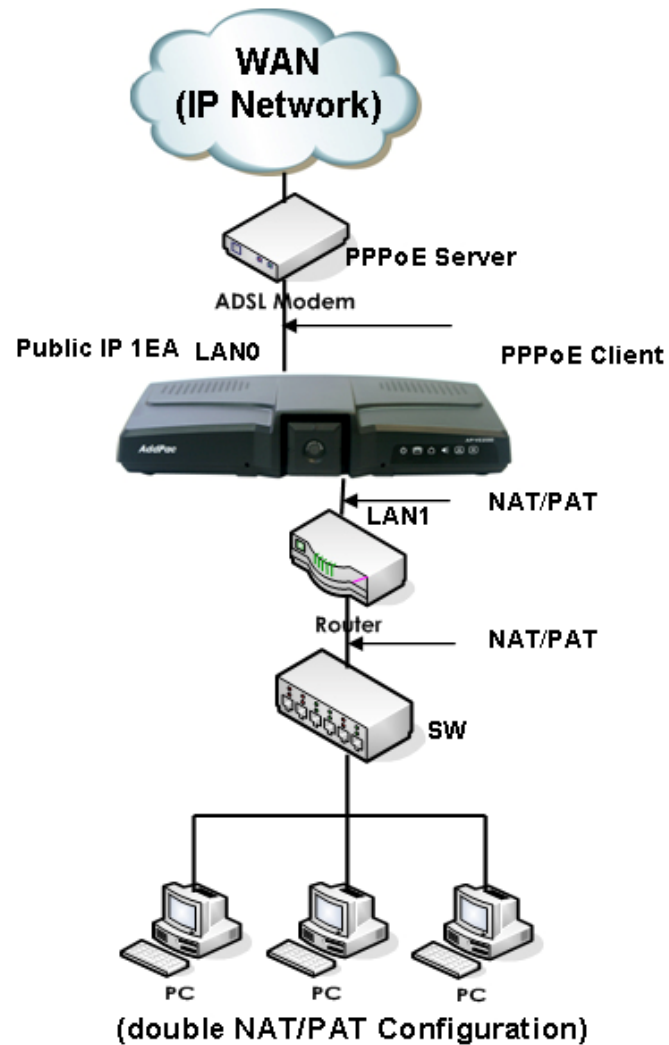 WAN
(IP Network)
PPPoE Server
ADSL Modem
Public IP 1EA LAN0
PPPoE Client
AddPac
NAT/PAT
LAN1
Router
NAT/PAT
SW
PC
PC
PC
(double NAT/PAT Configuration)